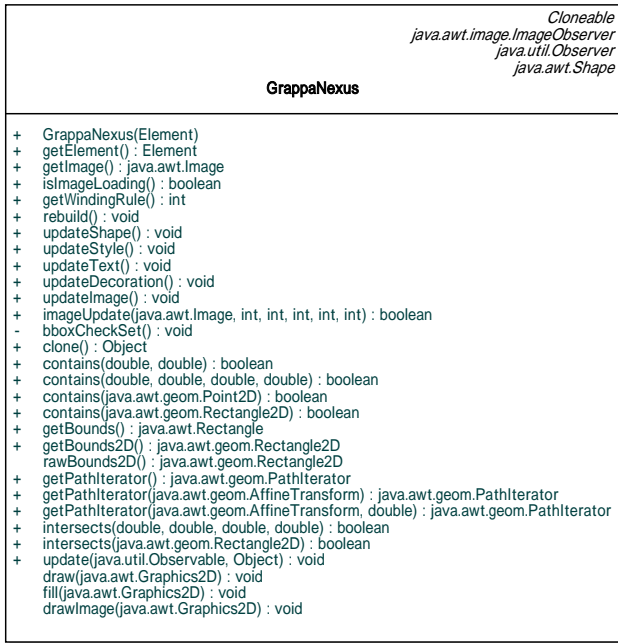 Cloneable
java.awt.image.ImageObserver
java.util.Observer
java.awt.Shape
GrappaNexus
+ GrappaNexus(Element)
+ getElement() : Element
+ getImage() : java.awt.Image
+ isImageLoading() : boolean
+ getWindingRule() : int
+ rebuild() : void
+ updateShape() : void
+ updateStyle() : void
+ updateText() : void
+ updateDecoration() : void
+ updateImage() : void
+ imageUpdate(java.awt.Image, int, int, int, int, int) : boolean
- bboxCheckSet() : void
+ clone() : Object
+ contains(double, double) : boolean
+ contains(double, double, double, double) : boolean
+ contains(java.awt.geom.Point2D) : boolean
+ contains(java.awt.geom.Rectangle2D) : boolean
+ getBounds() : java.awt.Rectangle
+ getBounds2D() : java.awt.geom.Rectangle2D
rawBounds2D() : java.awt.geom.Rectangle2D
+ getPathIterator() : java.awt.geom.PathIterator
+ getPathIterator(java.awt.geom.AffineTransform) : java.awt.geom.PathIterator
+ getPathIterator(java.awt.geom.AffineTransform, double) : java.awt.geom.PathIterator
+ intersects(double, double, double, double) : boolean
+ intersects(java.awt.geom.Rectangle2D) : boolean
+ update(java.util.Observable, Object) : void
draw(java.awt.Graphics2D) : void
fill(java.awt.Graphics2D) : void
drawImage(java.awt.Graphics2D) : void